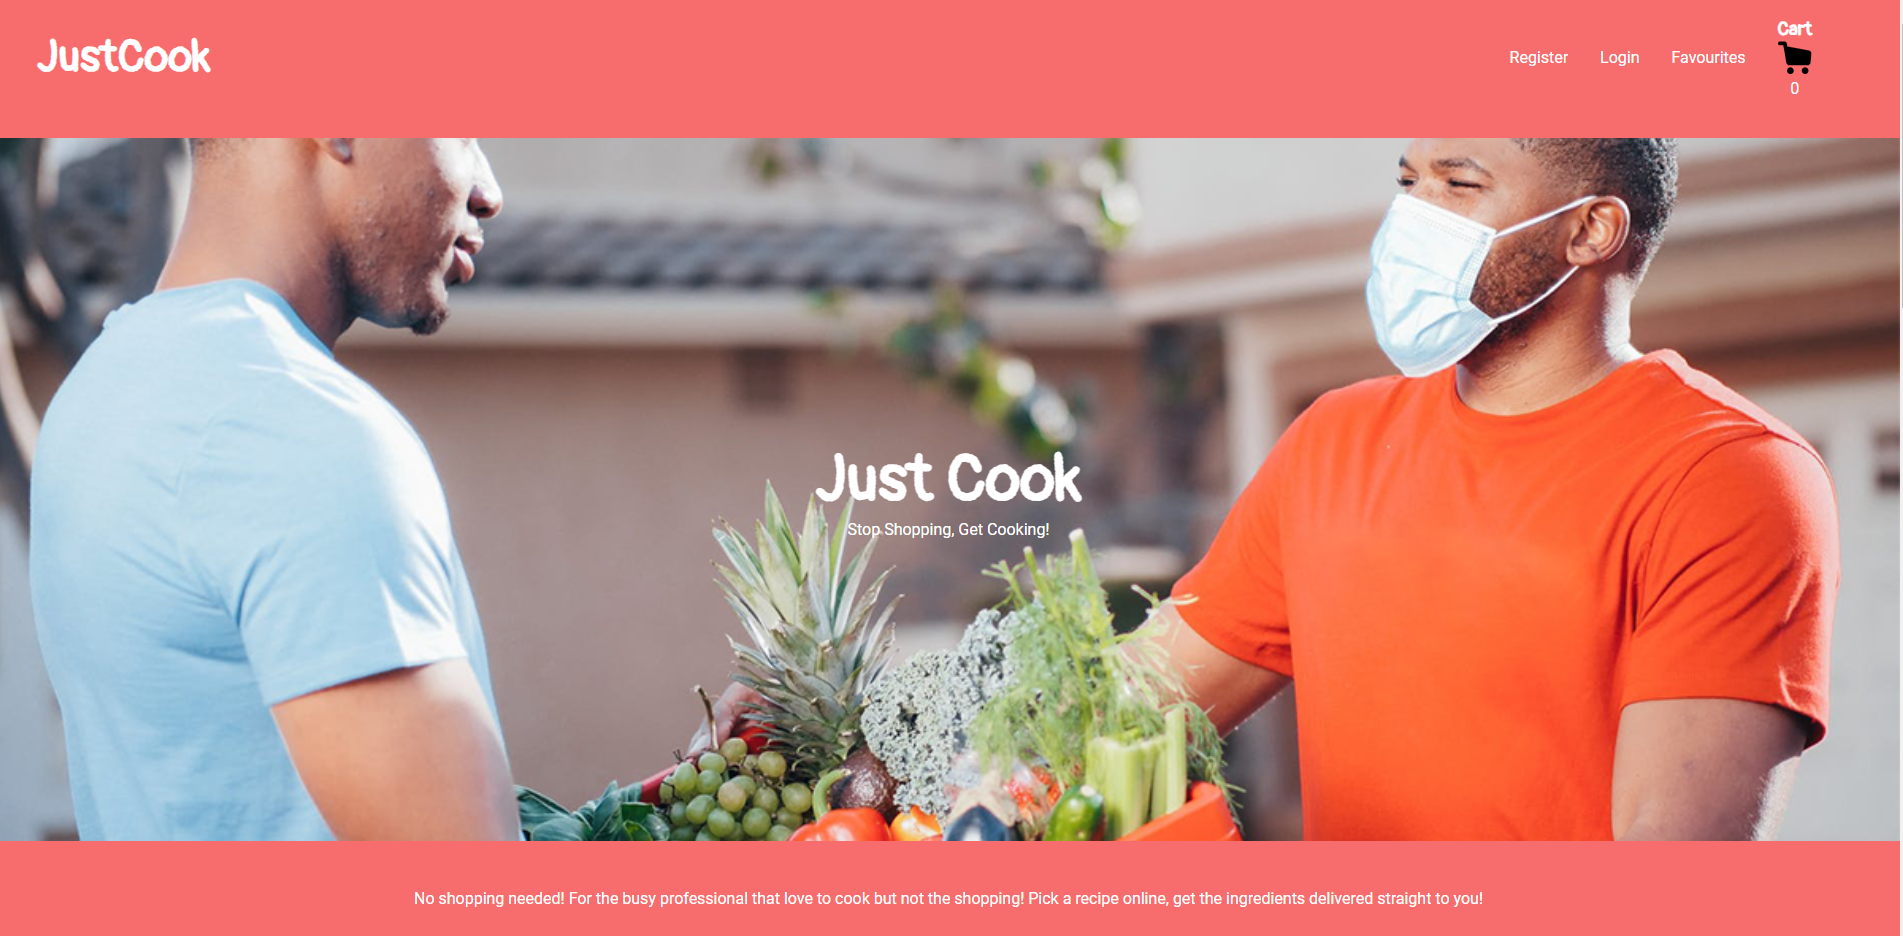 JustCook
Register Login Favourites
Cart
0
Just Cook
Stop Shopping, Get Cooking!
No shopping needed! For the busy professional that love to cook but not the shopping! Pick a recipe online, get the ingredients delivered straight to you!